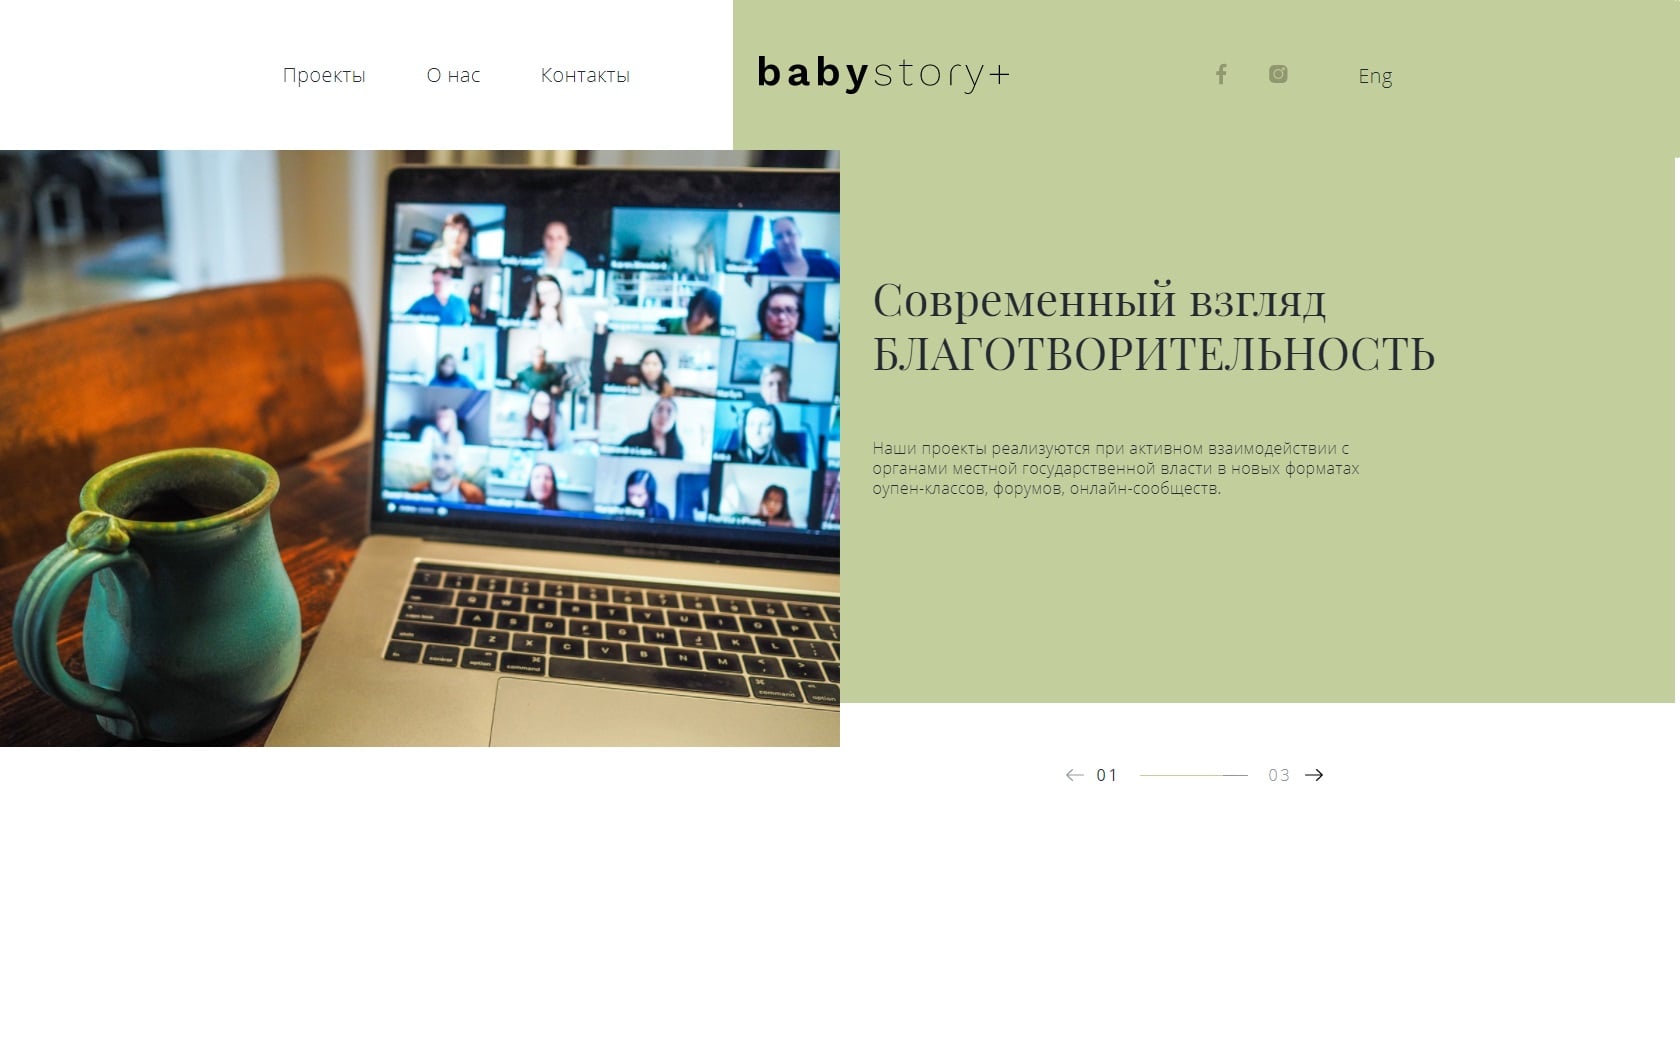 Проекты О нас Контакты babystory+ Eng
Современный взгляд
БЛАГОТВОРИТЕЛЬНОСТЬ
Наши проекты реализуются при активном взаимодействии с
органами местной государственной власти в новых форматах
оупен-классов, форумов, онлайн-сообществ.
01 03